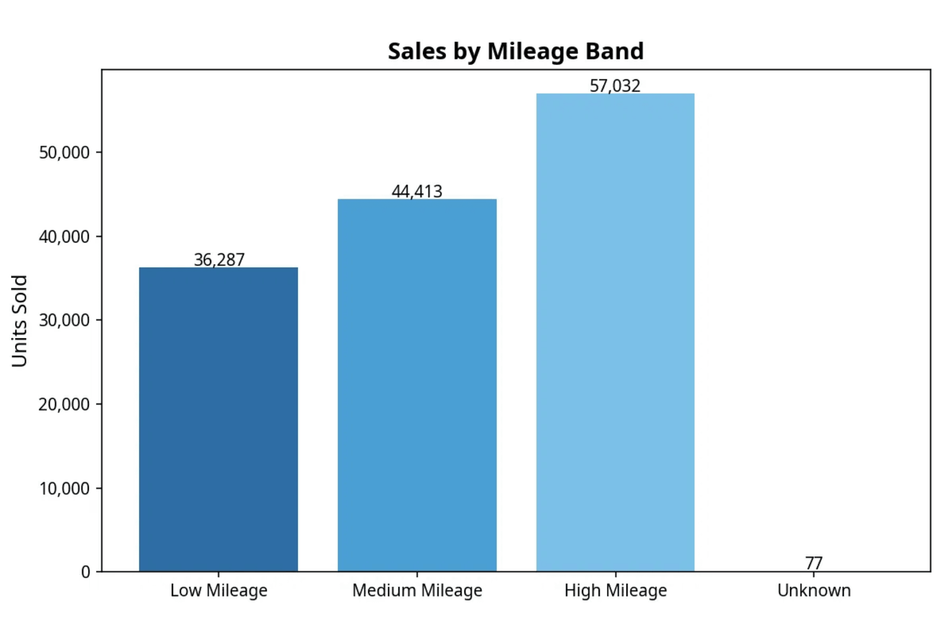 Sales by Mileage Band
Units Sold
50,000
40,000
30,000
20,000
10,000
0
36,287
44,413
57,032
77
Low Mileage
Medium Mileage
High Mileage
Unknown